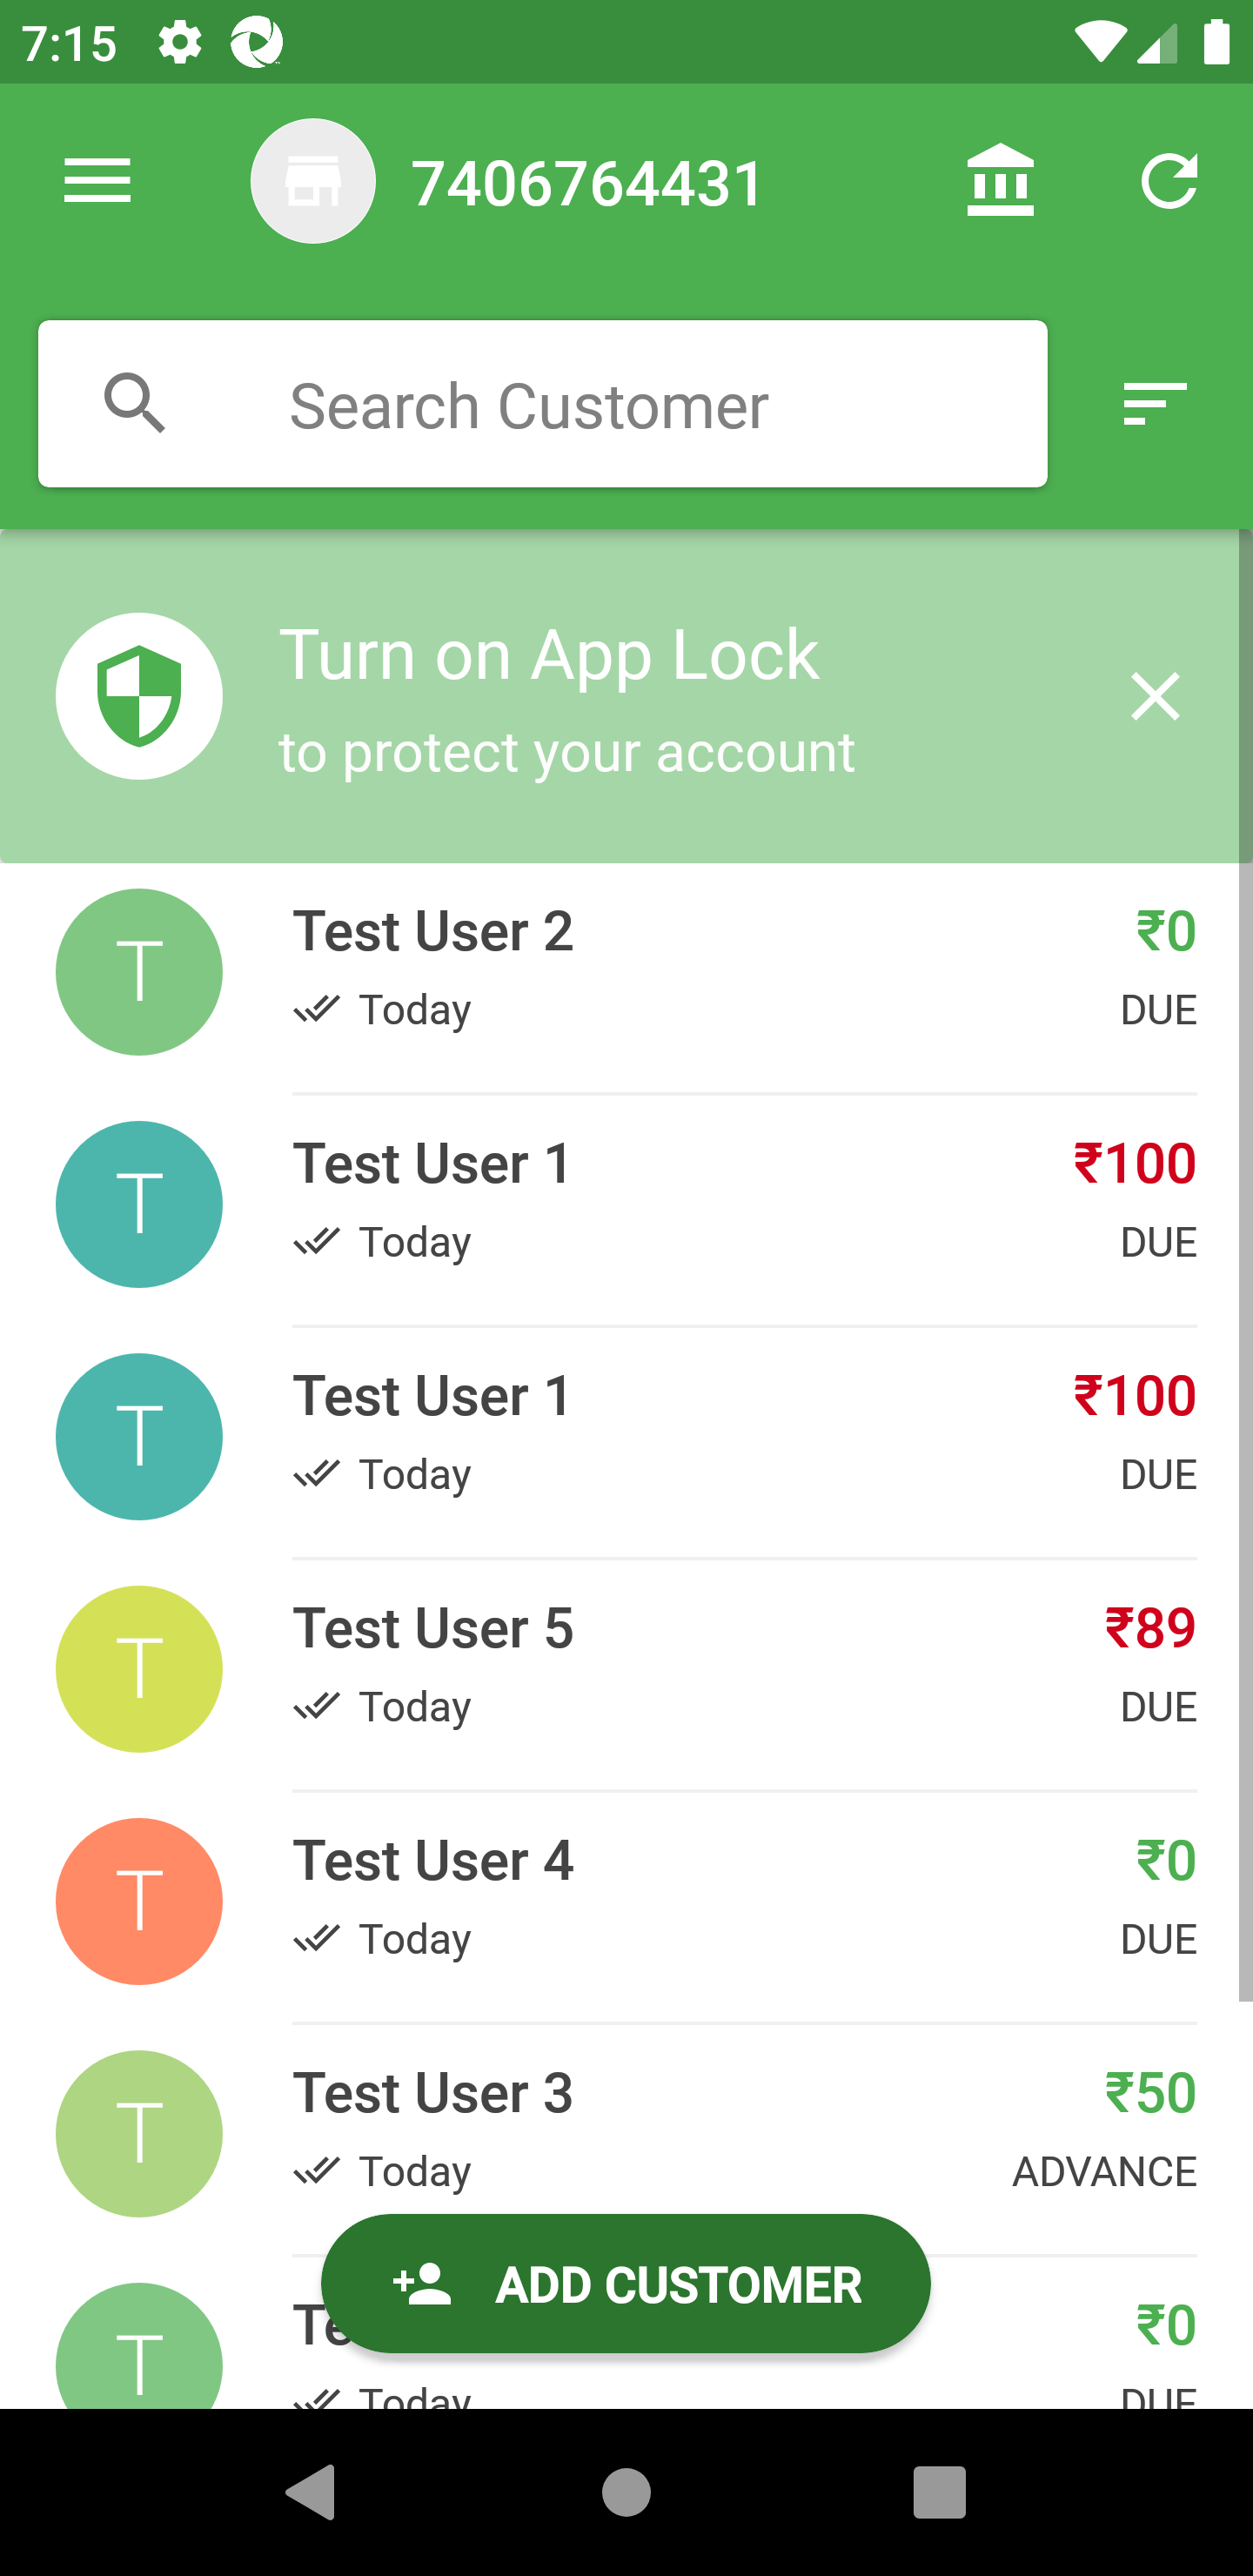 7:15
7406764431
Search Customer
Turn on App Lock
to protect your account
T Test User 2 ₹0
Today DUE
T Test User 1 ₹100
Today DUE
T Test User 1 ₹100
Today DUE
T Test User 5 ₹89
Today DUE
T Test User 4 ₹0
Today DUE
T Test User 3 ₹50
Today ADVANCE
ADD CUSTOMER
T Te ₹0
Today DUE